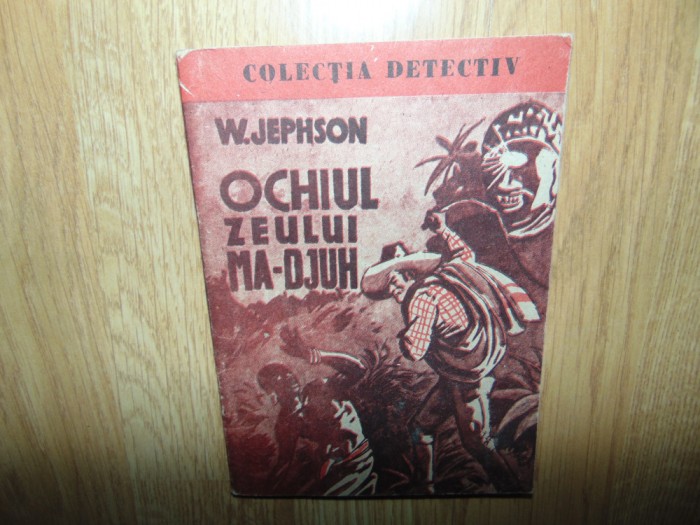 COLECȚIA DETECTIV
W. JEPHSON
OCHIUL
ZEULUI
MA-DJUH